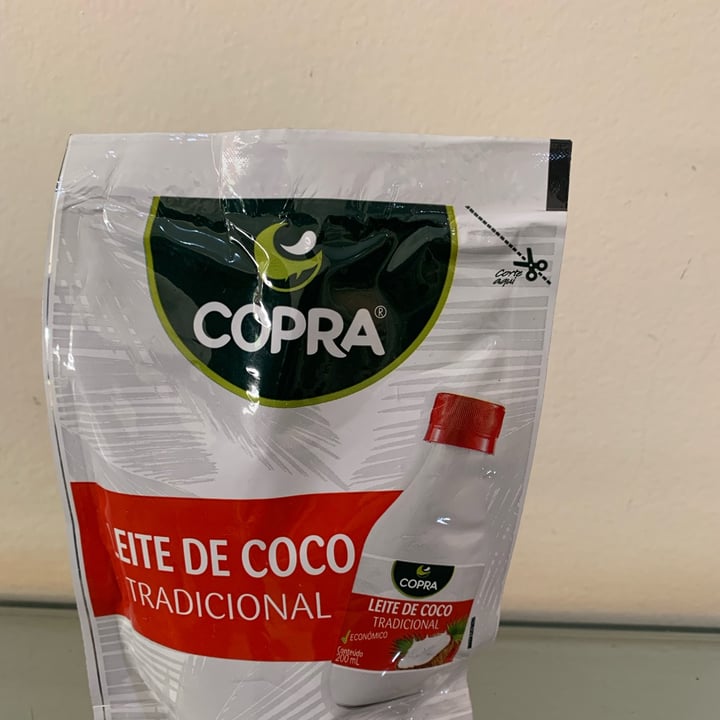 Corte
aqui
COPRA®
LEITE DE COCO
TRADICIONAL
COPRA
LEITE DE COCO
TRADICIONAL
ECONÔMICO
Conteúdo
200 mL